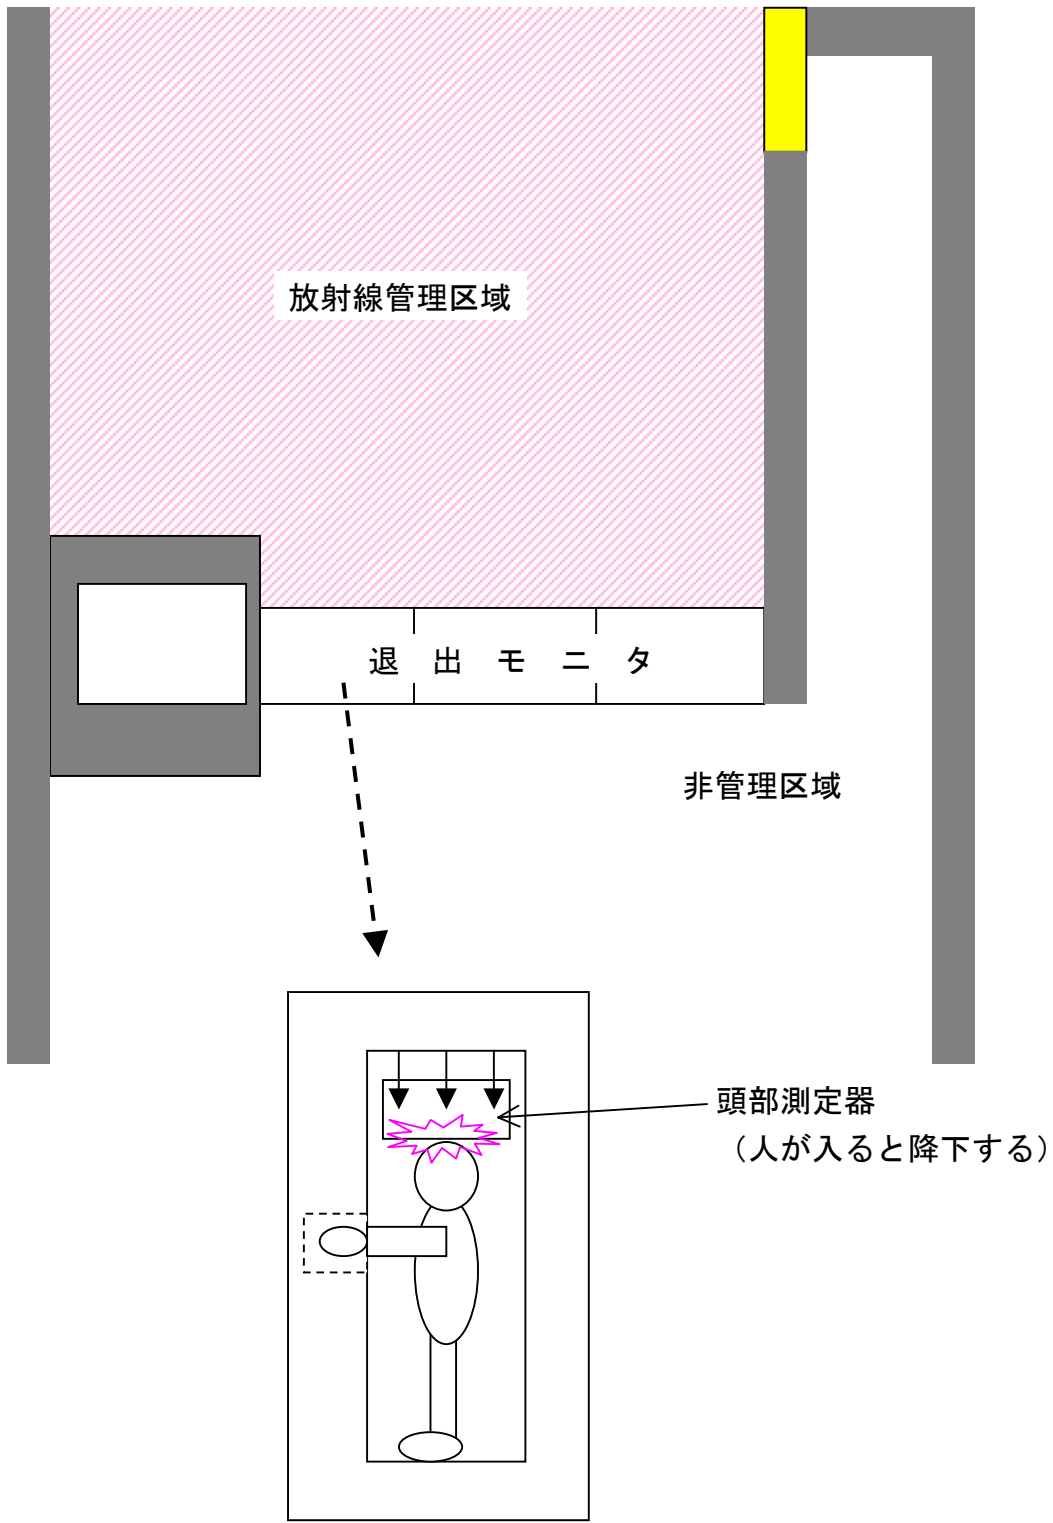 放射線管理区域
退出モニタ
非管理区域
頭部測定器
（人が入ると降下する）